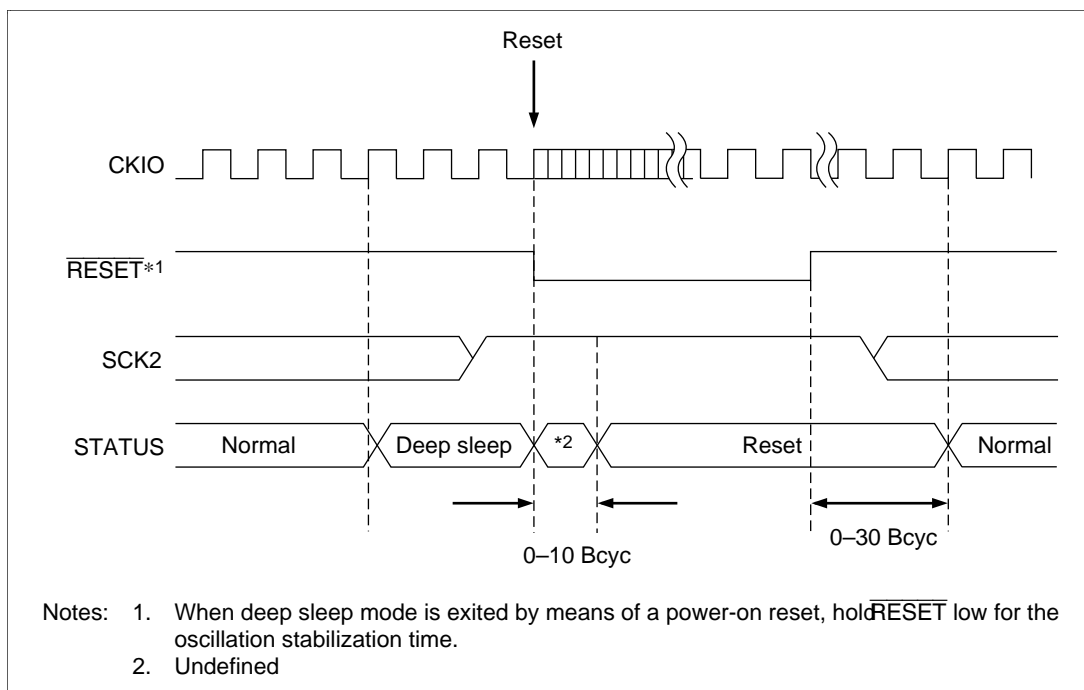 Reset
CKIO
RESET*1
SCK2
STATUS
Normal
Deep sleep
*2
Reset
Normal
0–10 Bcyc
0–30 Bcyc
Notes: 1. When deep sleep mode is exited by means of a power-on reset, hold RESET low for the
oscillation stabilization time.
2. Undefined